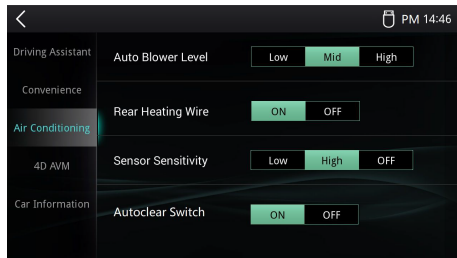 PM 14:46
Driving Assistant
Convenience
Air Conditioning
4D AVM
Car Information
Auto Blower Level Low Mid High
Rear Heating Wire ON OFF
Sensor Sensitivity Low High OFF
Autoclear Switch ON OFF